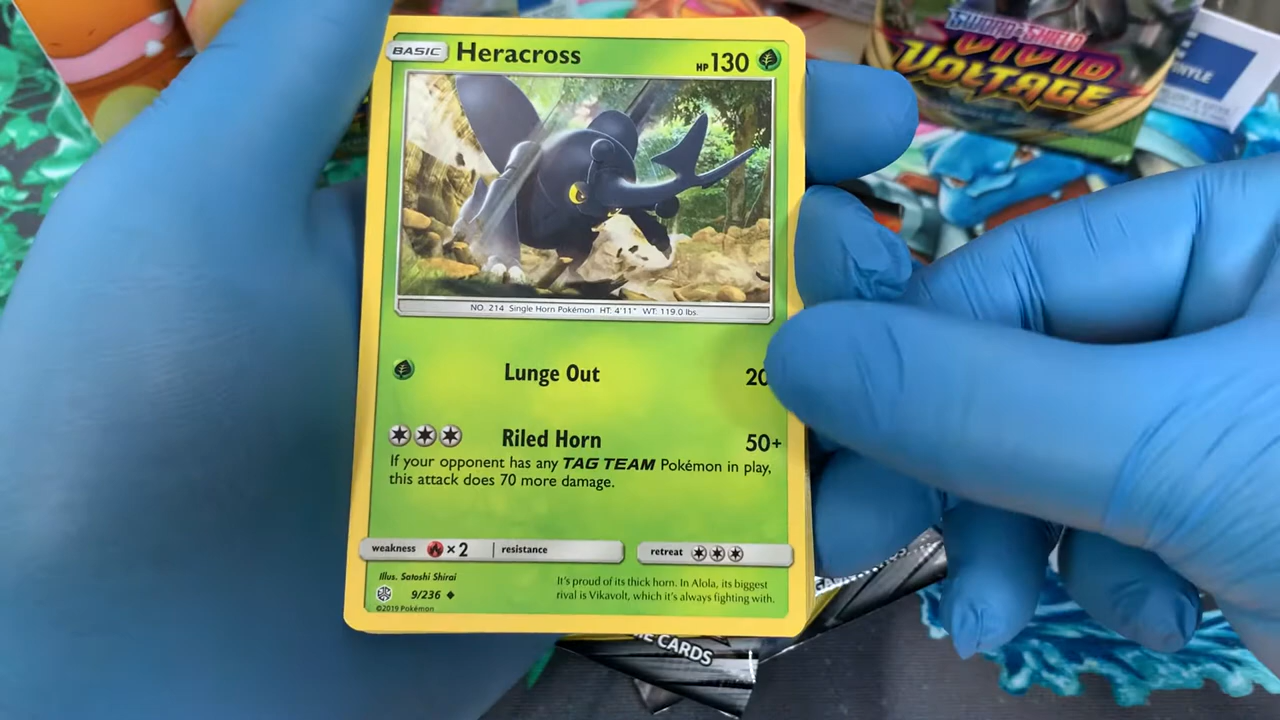 SWORD & SHIELD
VIVID
VOLTAGE
BASIC Heracross HP 130
NO. 214 Single Horn Pokémon HT: 4'11" WT: 119.0 lbs.
Lunge Out 20
Riled Horn 50+
If your opponent has any TAG TEAM Pokémon in play,
this attack does 70 more damage.
weakness ×2 resistance retreat
Illus. Satoshi Shirai
9/236
©2019 Pokémon
It's proud of its thick horn. In Alola, its biggest
rival is Vikavolt, which it's always fighting with.
CARDS